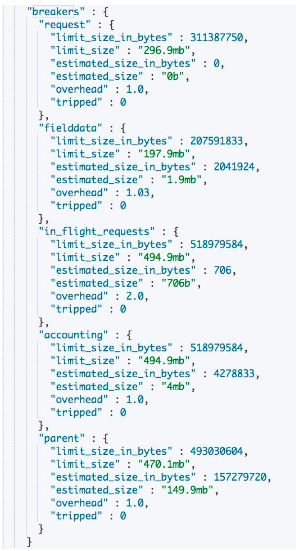 "breakers" : {
"request" : {
"limit_size_in_bytes" : 311387750,
"limit_size" : "296.9mb",
"estimated_size_in_bytes" : 0,
"estimated_size" : "0b",
"overhead" : 1.0,
"tripped" : 0
},
"fielddata" : {
"limit_size_in_bytes" : 207591833,
"limit_size" : "197.9mb",
"estimated_size_in_bytes" : 2041924,
"estimated_size" : "1.9mb",
"overhead" : 1.03,
"tripped" : 0
},
"in_flight_requests" : {
"limit_size_in_bytes" : 518979584,
"limit_size" : "494.9mb",
"estimated_size_in_bytes" : 706,
"estimated_size" : "706b",
"overhead" : 2.0,
"tripped" : 0
},
"accounting" : {
"limit_size_in_bytes" : 518979584,
"limit_size" : "494.9mb",
"estimated_size_in_bytes" : 4278833,
"estimated_size" : "4mb",
"overhead" : 1.0,
"tripped" : 0
},
"parent" : {
"limit_size_in_bytes" : 493030604,
"limit_size" : "470.1mb",
"estimated_size_in_bytes" : 157279720,
"estimated_size" : "149.9mb",
"overhead" : 1.0,
"tripped" : 0
}
}